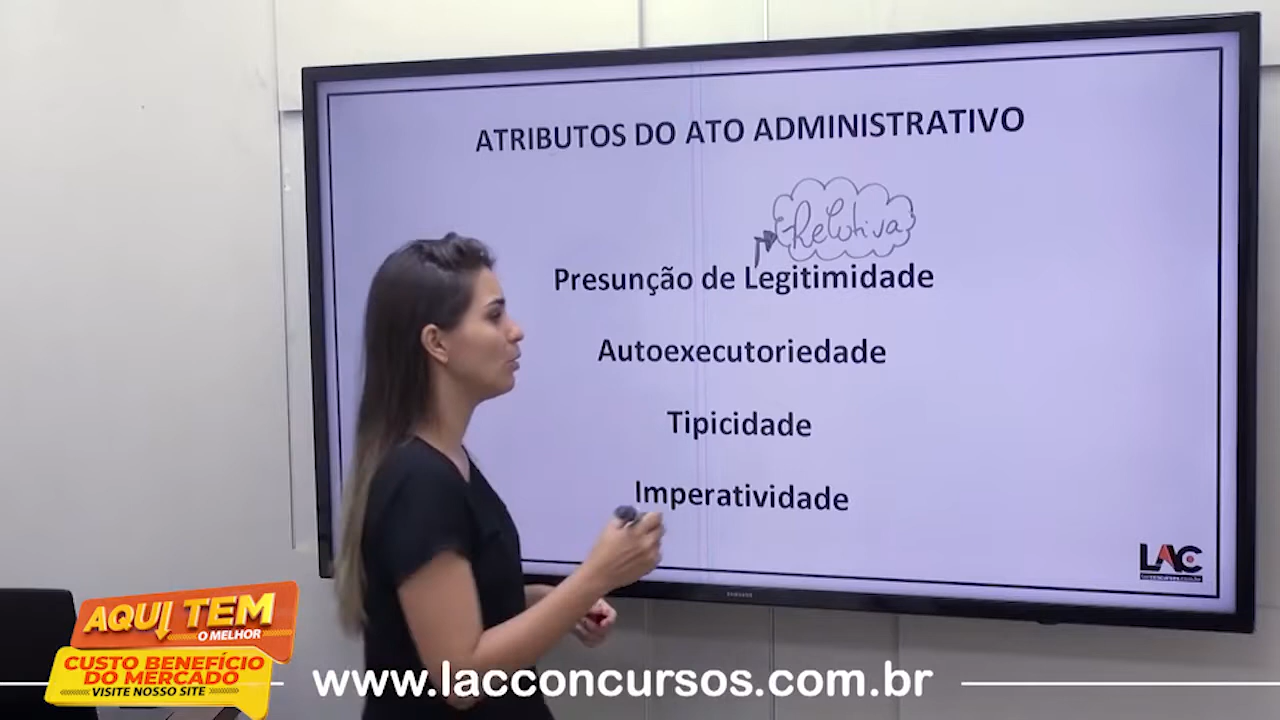 ATRIBUTOS DO ATO ADMINISTRATIVO
Relativa
Presunção de Legitimidade
Autoexecutoriedade
Tipicidade
Imperatividade
LAC
SAMSUNG
AQUI TEM
O MELHOR
CUSTO BENEFÍCIO
DO MERCADO
VISITE NOSSO SITE
www.lacconcursos.com.br